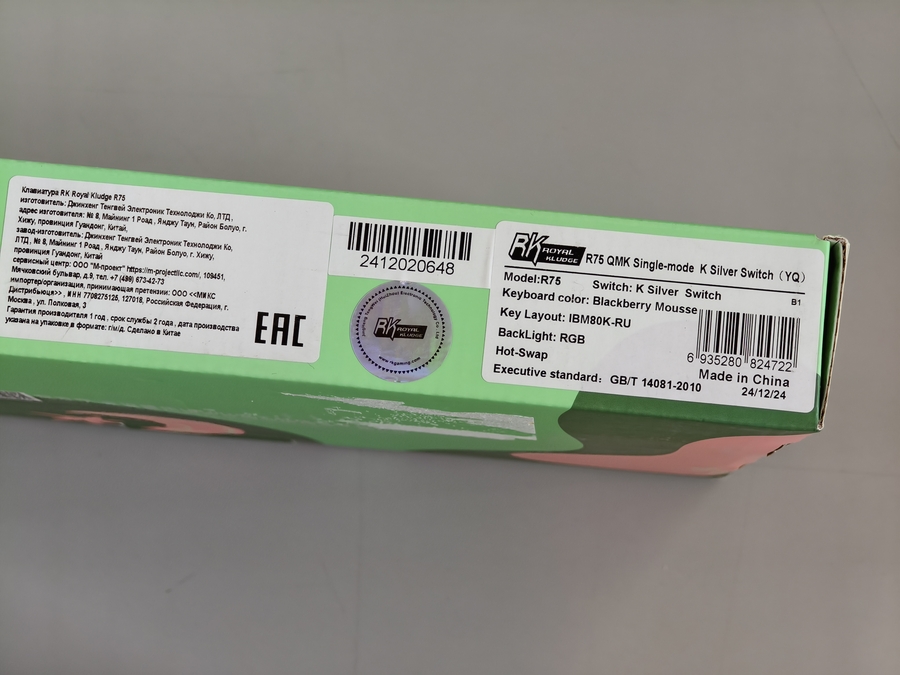 Клавиатура RK Royal Kludge R75
изготовитель: Джинхенг Тенгвей Электроник Технолоджи Ко, ЛТД,
адрес изготовителя: № 8, Майнинг 1 Роад, Янджу Таун, Район Болуо, г.
Хижу, провинция Гуандонг, Китай,
завод-изготовитель: Джинхенг Тенгвей Электроник Технолоджи Ко,
ЛТД, № 8, Майнинг 1 Роад, Янджу Таун, Район Болуо, г. Хижу,
провинция Гуандонг, Китай
сервисный центр: ООО "М-проект" https://m-projectllc.com/, 109451,
Мячковский бульвар, д.9, тел. +7 (499) 673-42-73
импортер/организация, принимающая претензии: ООО <<МИКС
Дистрибьюшн>>, ИНН 7708275125, 127018, Российская Федерация, г.
Москва, ул. Полковая, 3
Гарантия производителя 1 год, срок службы 2 года, дата производства
указана на упаковке в формате: г/м/д. Сделано в Китае
EAC
2412020648
RK ROYAL KLUDGE
www.rkgaming.com
RK ROYAL KLUDGE R75 QMK Single-mode K Silver Switch (YQ)
Model:R75 Switch: K Silver Switch B1
Keyboard color: Blackberry Mousse
Key Layout: IBM80K-RU
BackLight: RGB
Hot-Swap
6 935280 824722
Executive standard: GB/T 14081-2010
Made in China
24/12/24